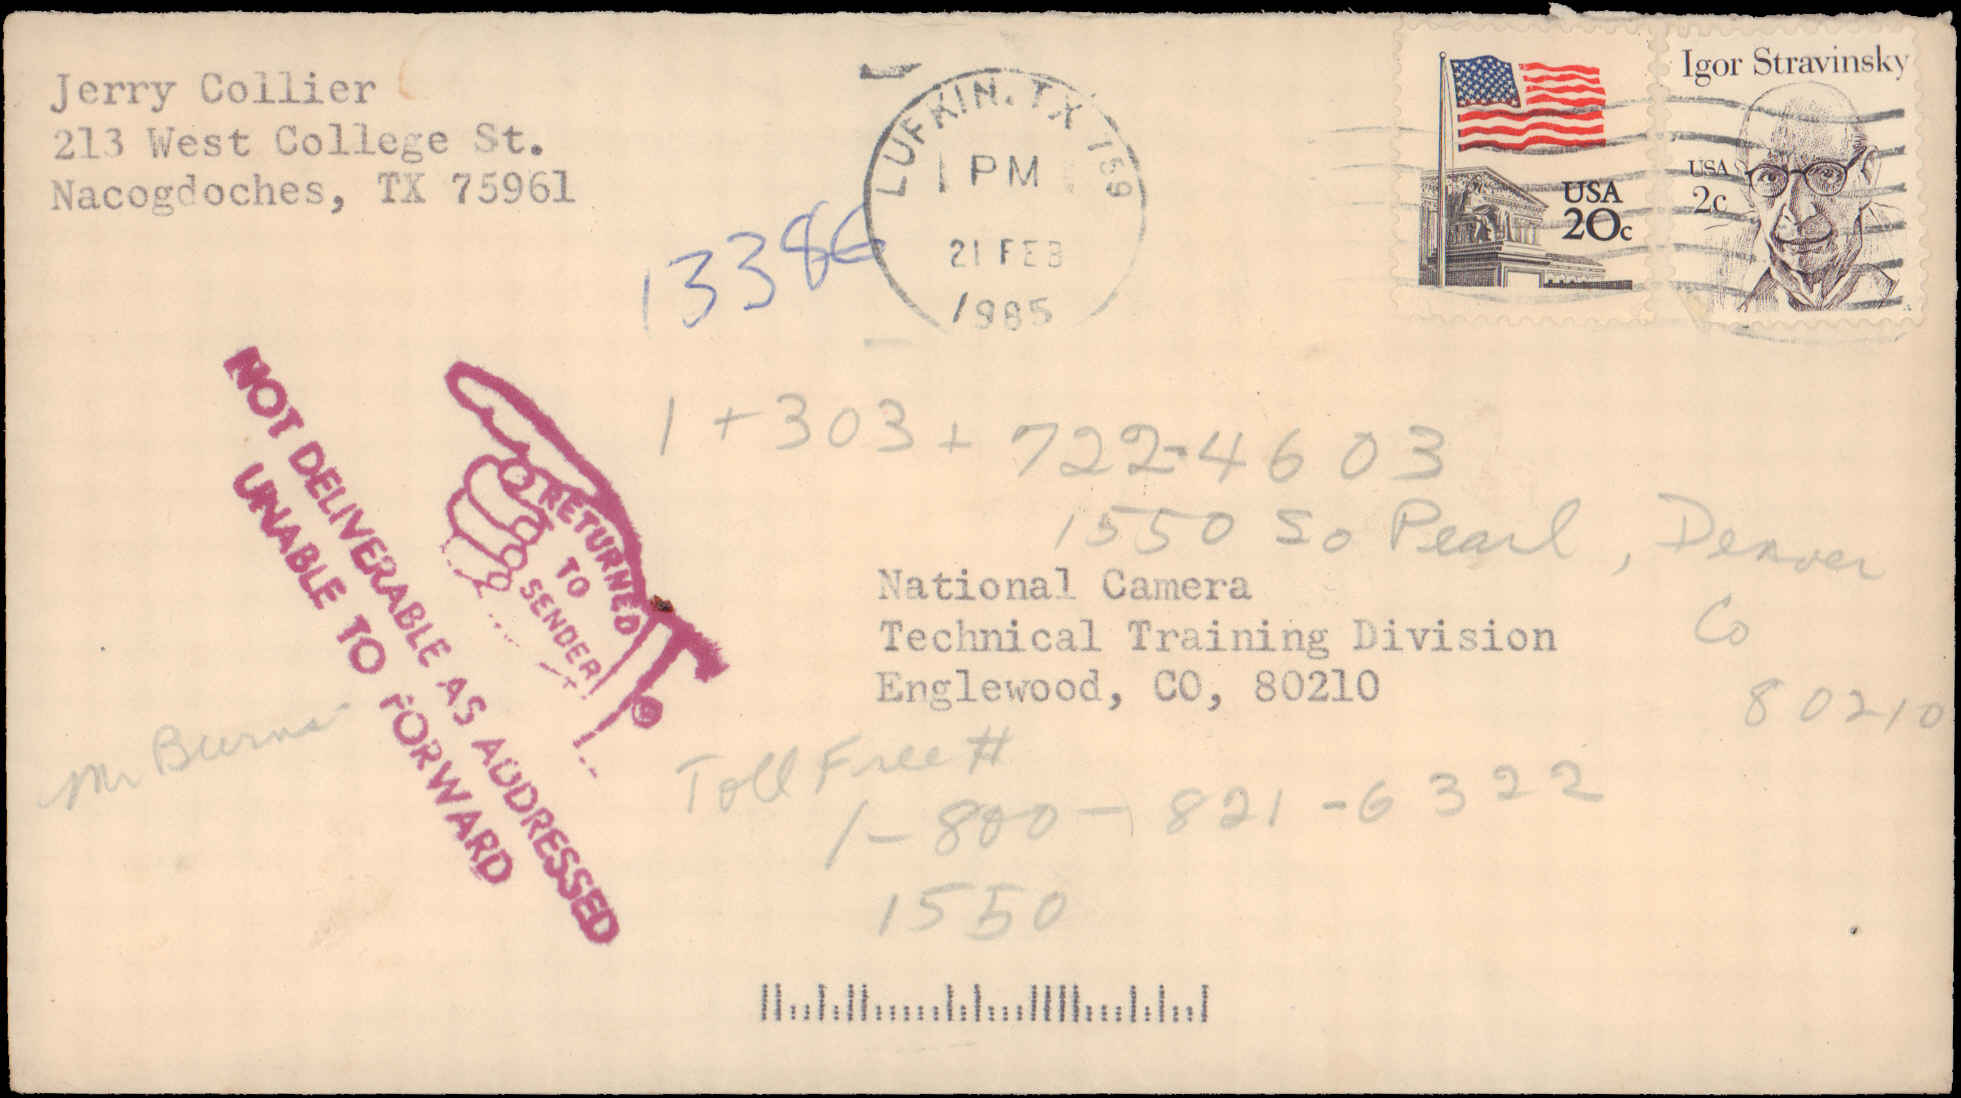 Jerry Collier
213 West College St.
Nacogdoches, TX 75961
LUFKIN, TX 759
PM
21 FEB
1985
USA
20c
Igor Stravinsky
USA
2c
13386
NOT DELIVERABLE AS ADDRESSED
UNABLE TO FORWARD
RETURNED
TO
SENDER
1 + 303 + 722-4603
1550 So Pearl, Denver
Co
80210
National Camera
Technical Training Division
Englewood, CO, 80210
Mr Burns
Toll Free #
1-800-821-6322
1550